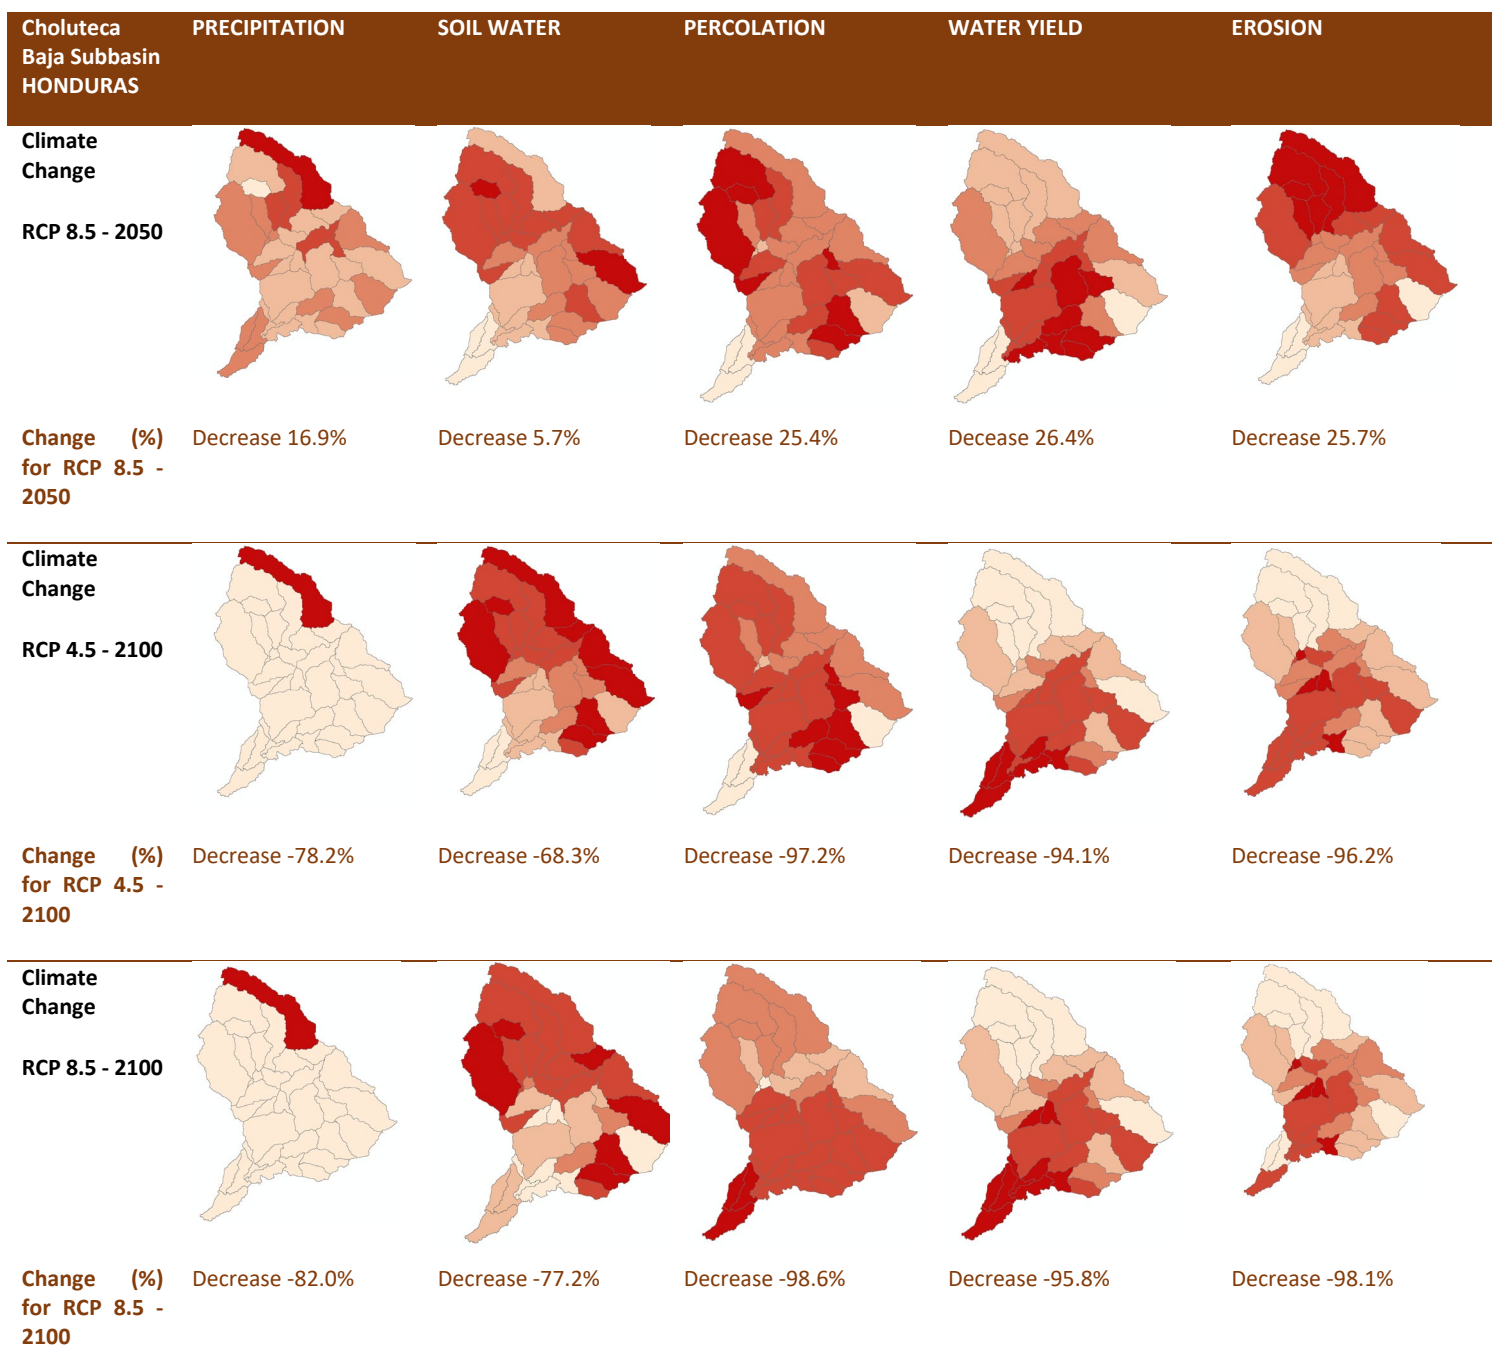 Choluteca
Baja Subbasin
HONDURAS
PRECIPITATION
SOIL WATER
PERCOLATION
WATER YIELD
EROSION
Climate
Change
RCP 8.5 - 2050
Change (%)
for RCP 8.5 -
2050
Decrease 16.9%
Decrease 5.7%
Decrease 25.4%
Decease 26.4%
Decrease 25.7%
Climate
Change
RCP 4.5 - 2100
Change (%)
for RCP 4.5 -
2100
Decrease -78.2%
Decrease -68.3%
Decrease -97.2%
Decrease -94.1%
Decrease -96.2%
Climate
Change
RCP 8.5 - 2100
Change (%)
for RCP 8.5 -
2100
Decrease -82.0%
Decrease -77.2%
Decrease -98.6%
Decrease -95.8%
Decrease -98.1%